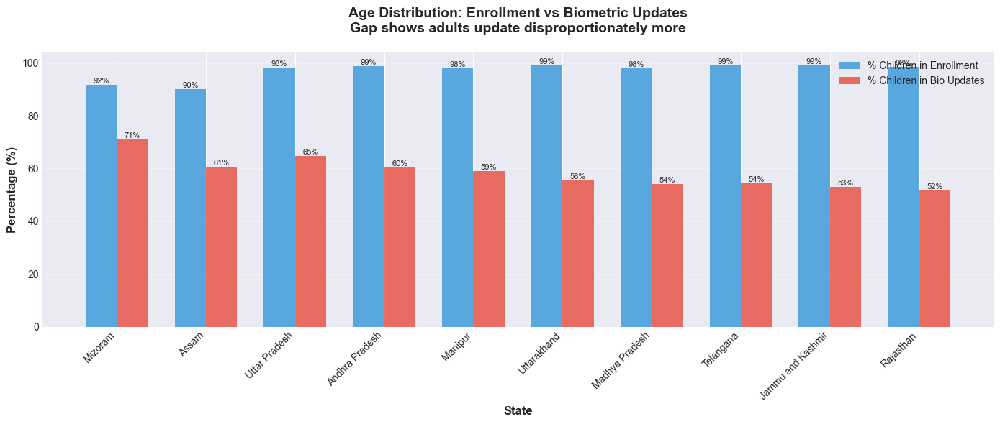 Age Distribution: Enrollment vs Biometric Updates
Gap shows adults update disproportionately more
% Children in Enrollment
% Children in Bio Updates
Percentage (%)
100
80
60
40
20
0
92%
71%
90%
61%
98%
65%
99%
60%
98%
59%
99%
56%
98%
54%
99%
54%
99%
53%
98%
52%
Mizoram
Assam
Uttar Pradesh
Andhra Pradesh
Manipur
Uttarakhand
Madhya Pradesh
Telangana
Jammu and Kashmir
Rajasthan
State